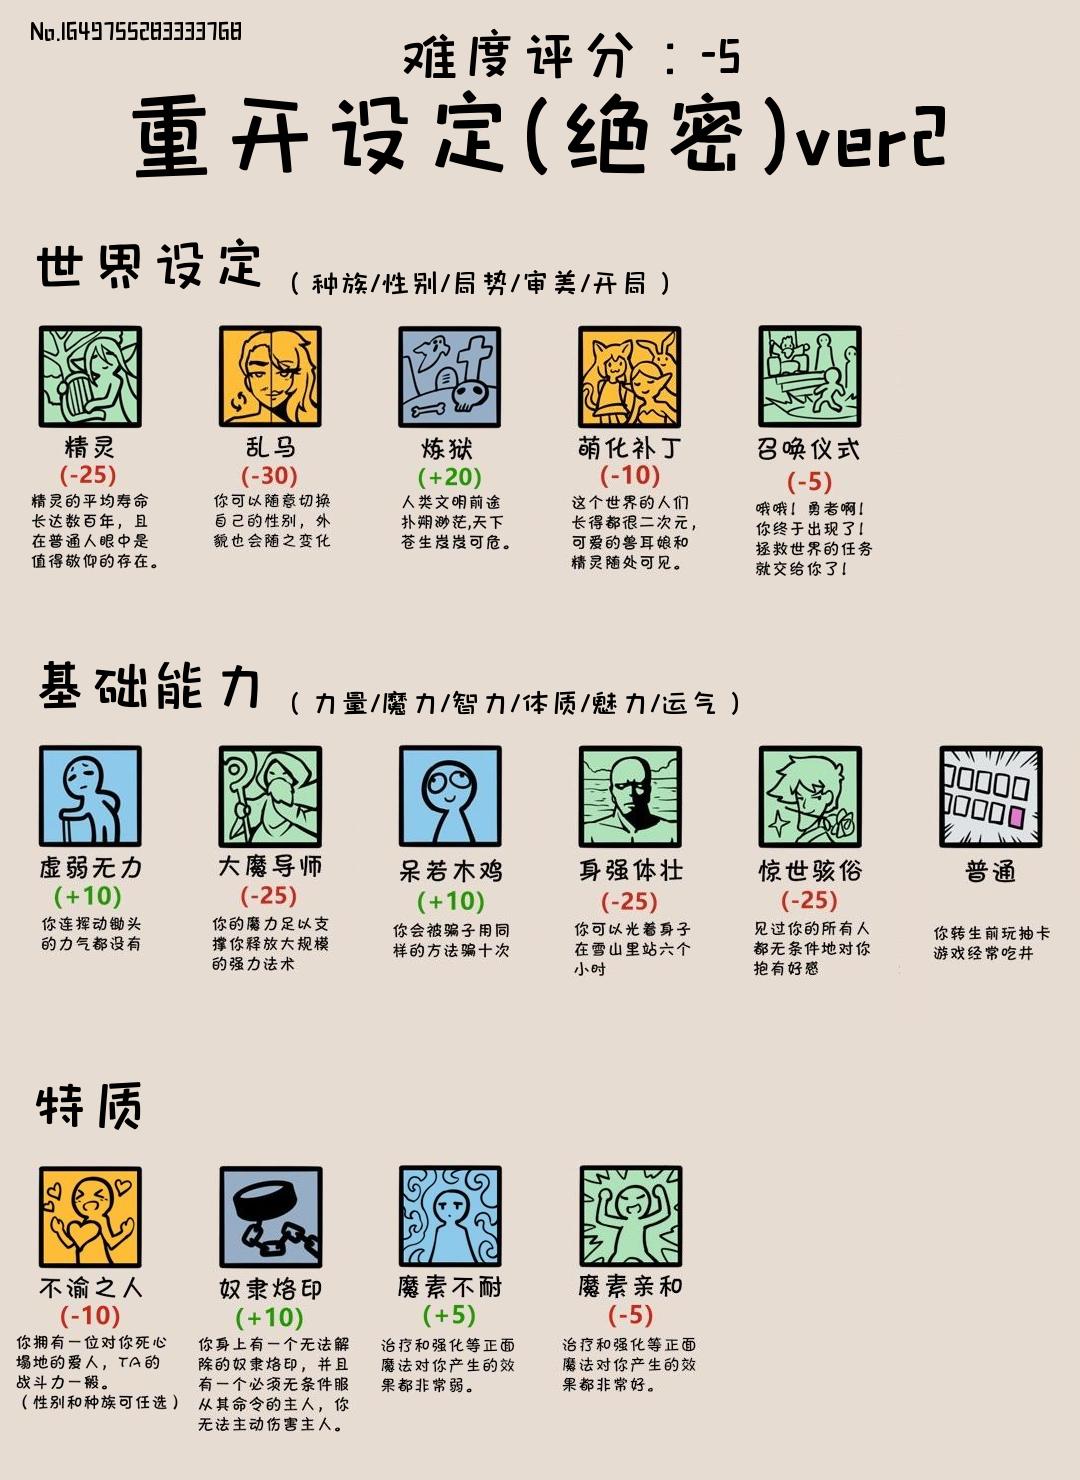 No.1649755283333768
难度评分：-5
重开设定(绝密)ver2
世界设定（种族/性别/局势/审美/开局）
精灵
(-25)
精灵的平均寿命
长达数百年，且
在普通人眼中是
值得敬仰的存在。
乱马
(-30)
你可以随意切换
自己的性别，外
貌也会随之变化
炼狱
(+20)
人类文明前途
扑朔渺茫,天下
苍生岌岌可危。
萌化补丁
(-10)
这个世界的人们
长得都很二次元，
可爱的兽耳娘和
精灵随处可见。
召唤仪式
(-5)
哦哦！勇者啊！
你终于出现了！
拯救世界的任务
就交给你了！
基础能力（力量/魔力/智力/体质/魅力/运气）
虚弱无力
(+10)
你连挥动锄头
的力气都没有
大魔导师
(-25)
你的魔力足以支
撑你释放大规模
的强力法术
呆若木鸡
(+10)
你会被骗子用同
样的方法骗十次
身强体壮
(-25)
你可以光着身子
在雪山里站六个
小时
惊世骇俗
(-25)
见过你的所有人
都无条件地对你
抱有好感
普通
你转生前玩抽卡
游戏经常吃井
特质
不渝之人
(-10)
你拥有一位对你死心
塌地的爱人，TA的
战斗力一般。
（性别和种族可任选）
奴隶烙印
(+10)
你身上有一个无法解
除的奴隶烙印，并且
有一个必须无条件服
从其命令的主人，你
无法主动伤害主人。
魔素不耐
(+5)
治疗和强化等正面
魔法对你产生的效
果都非常弱。
魔素亲和
(-5)
治疗和强化等正面
魔法对你产生的效
果都非常好。